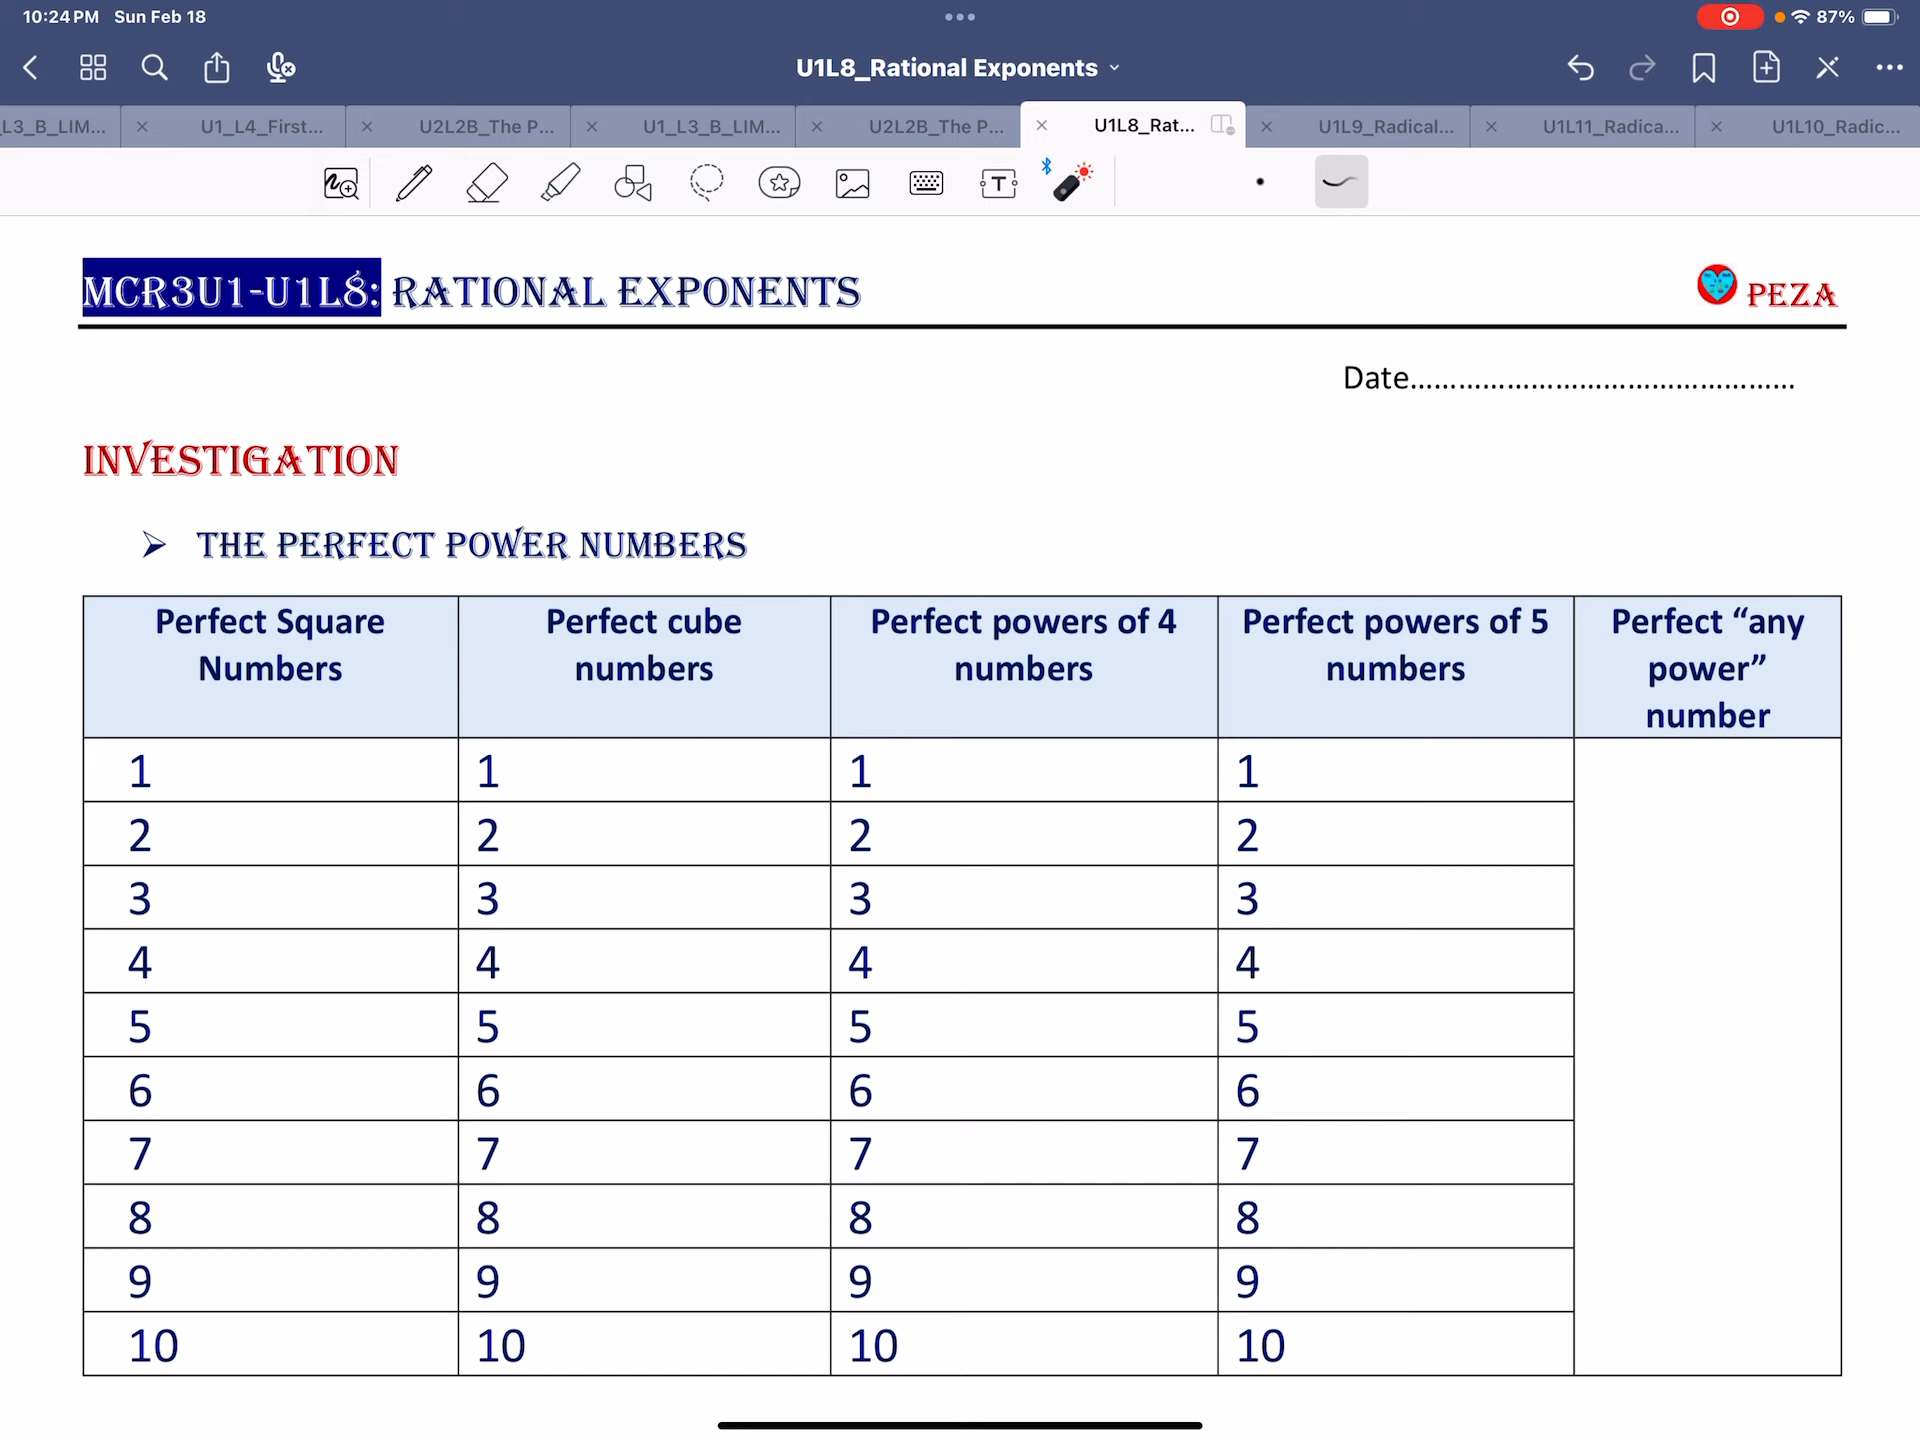 10:24 PM Sun Feb 18
87%
U1L8_Rational Exponents
_L3_B_LIM...
U1_L4_First...
U2L2B_The P...
U1_L3_B_LIM...
U2L2B_The P...
U1L8_Rat...
U1L9_Radical...
U1L11_Radica...
U1L10_Radic...
T
MCR3U1-U1L8: RATIONAL EXPONENTS
PEZA
Date................................................
INVESTIGATION
➢ THE PERFECT POWER NUMBERS
Perfect Square Numbers Perfect cube numbers Perfect powers of 4 numbers Perfect powers of 5 numbers Perfect “any power” number
1 1 1 1
2 2 2 2
3 3 3 3
4 4 4 4
5 5 5 5
6 6 6 6
7 7 7 7
8 8 8 8
9 9 9 9
10 10 10 10